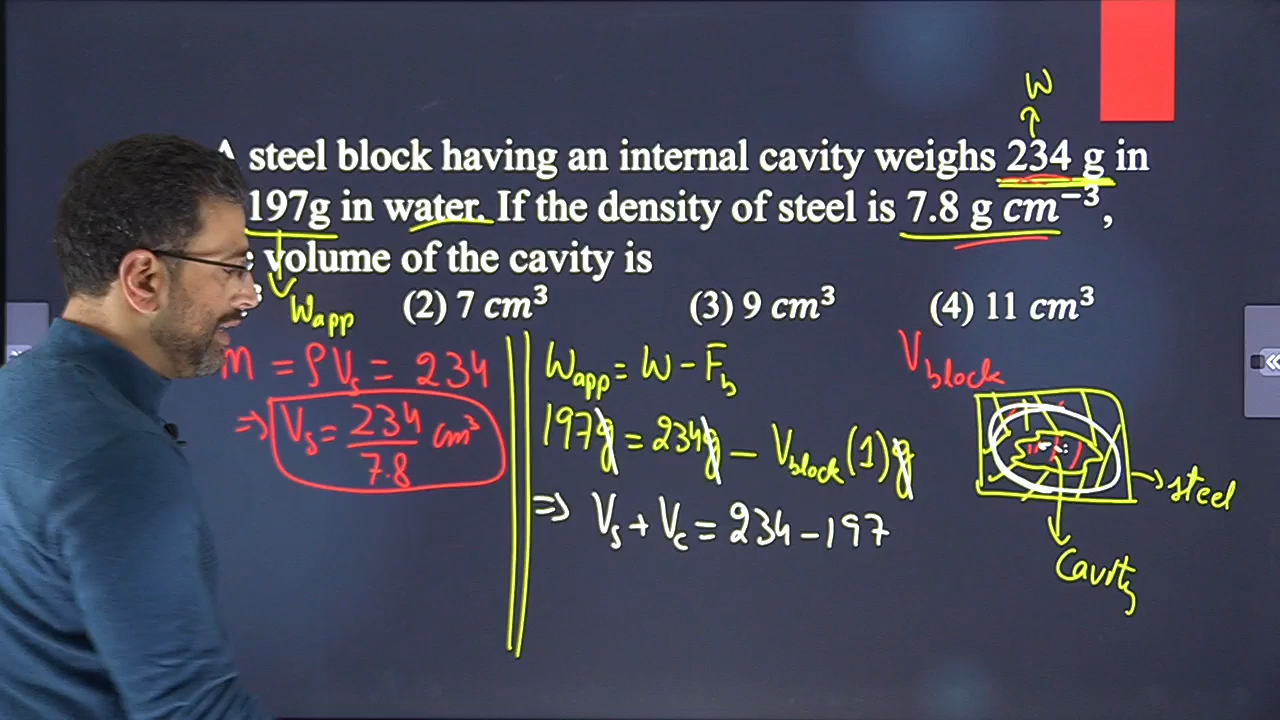 W
steel block having an internal cavity weighs 234 g in
197g in water. If the density of steel is 7.8 g cm⁻³,
volume of the cavity is
(2) 7 cm³ (3) 9 cm³ (4) 11 cm³
Wapp
m = ρVs = 234
⇒ Vs = 234/7.8 cm³
Wapp = W - Fb
197g = 234g - Vblock(1)g
⇒ Vs + Vc = 234 - 197
Vblock
steel
Cavity